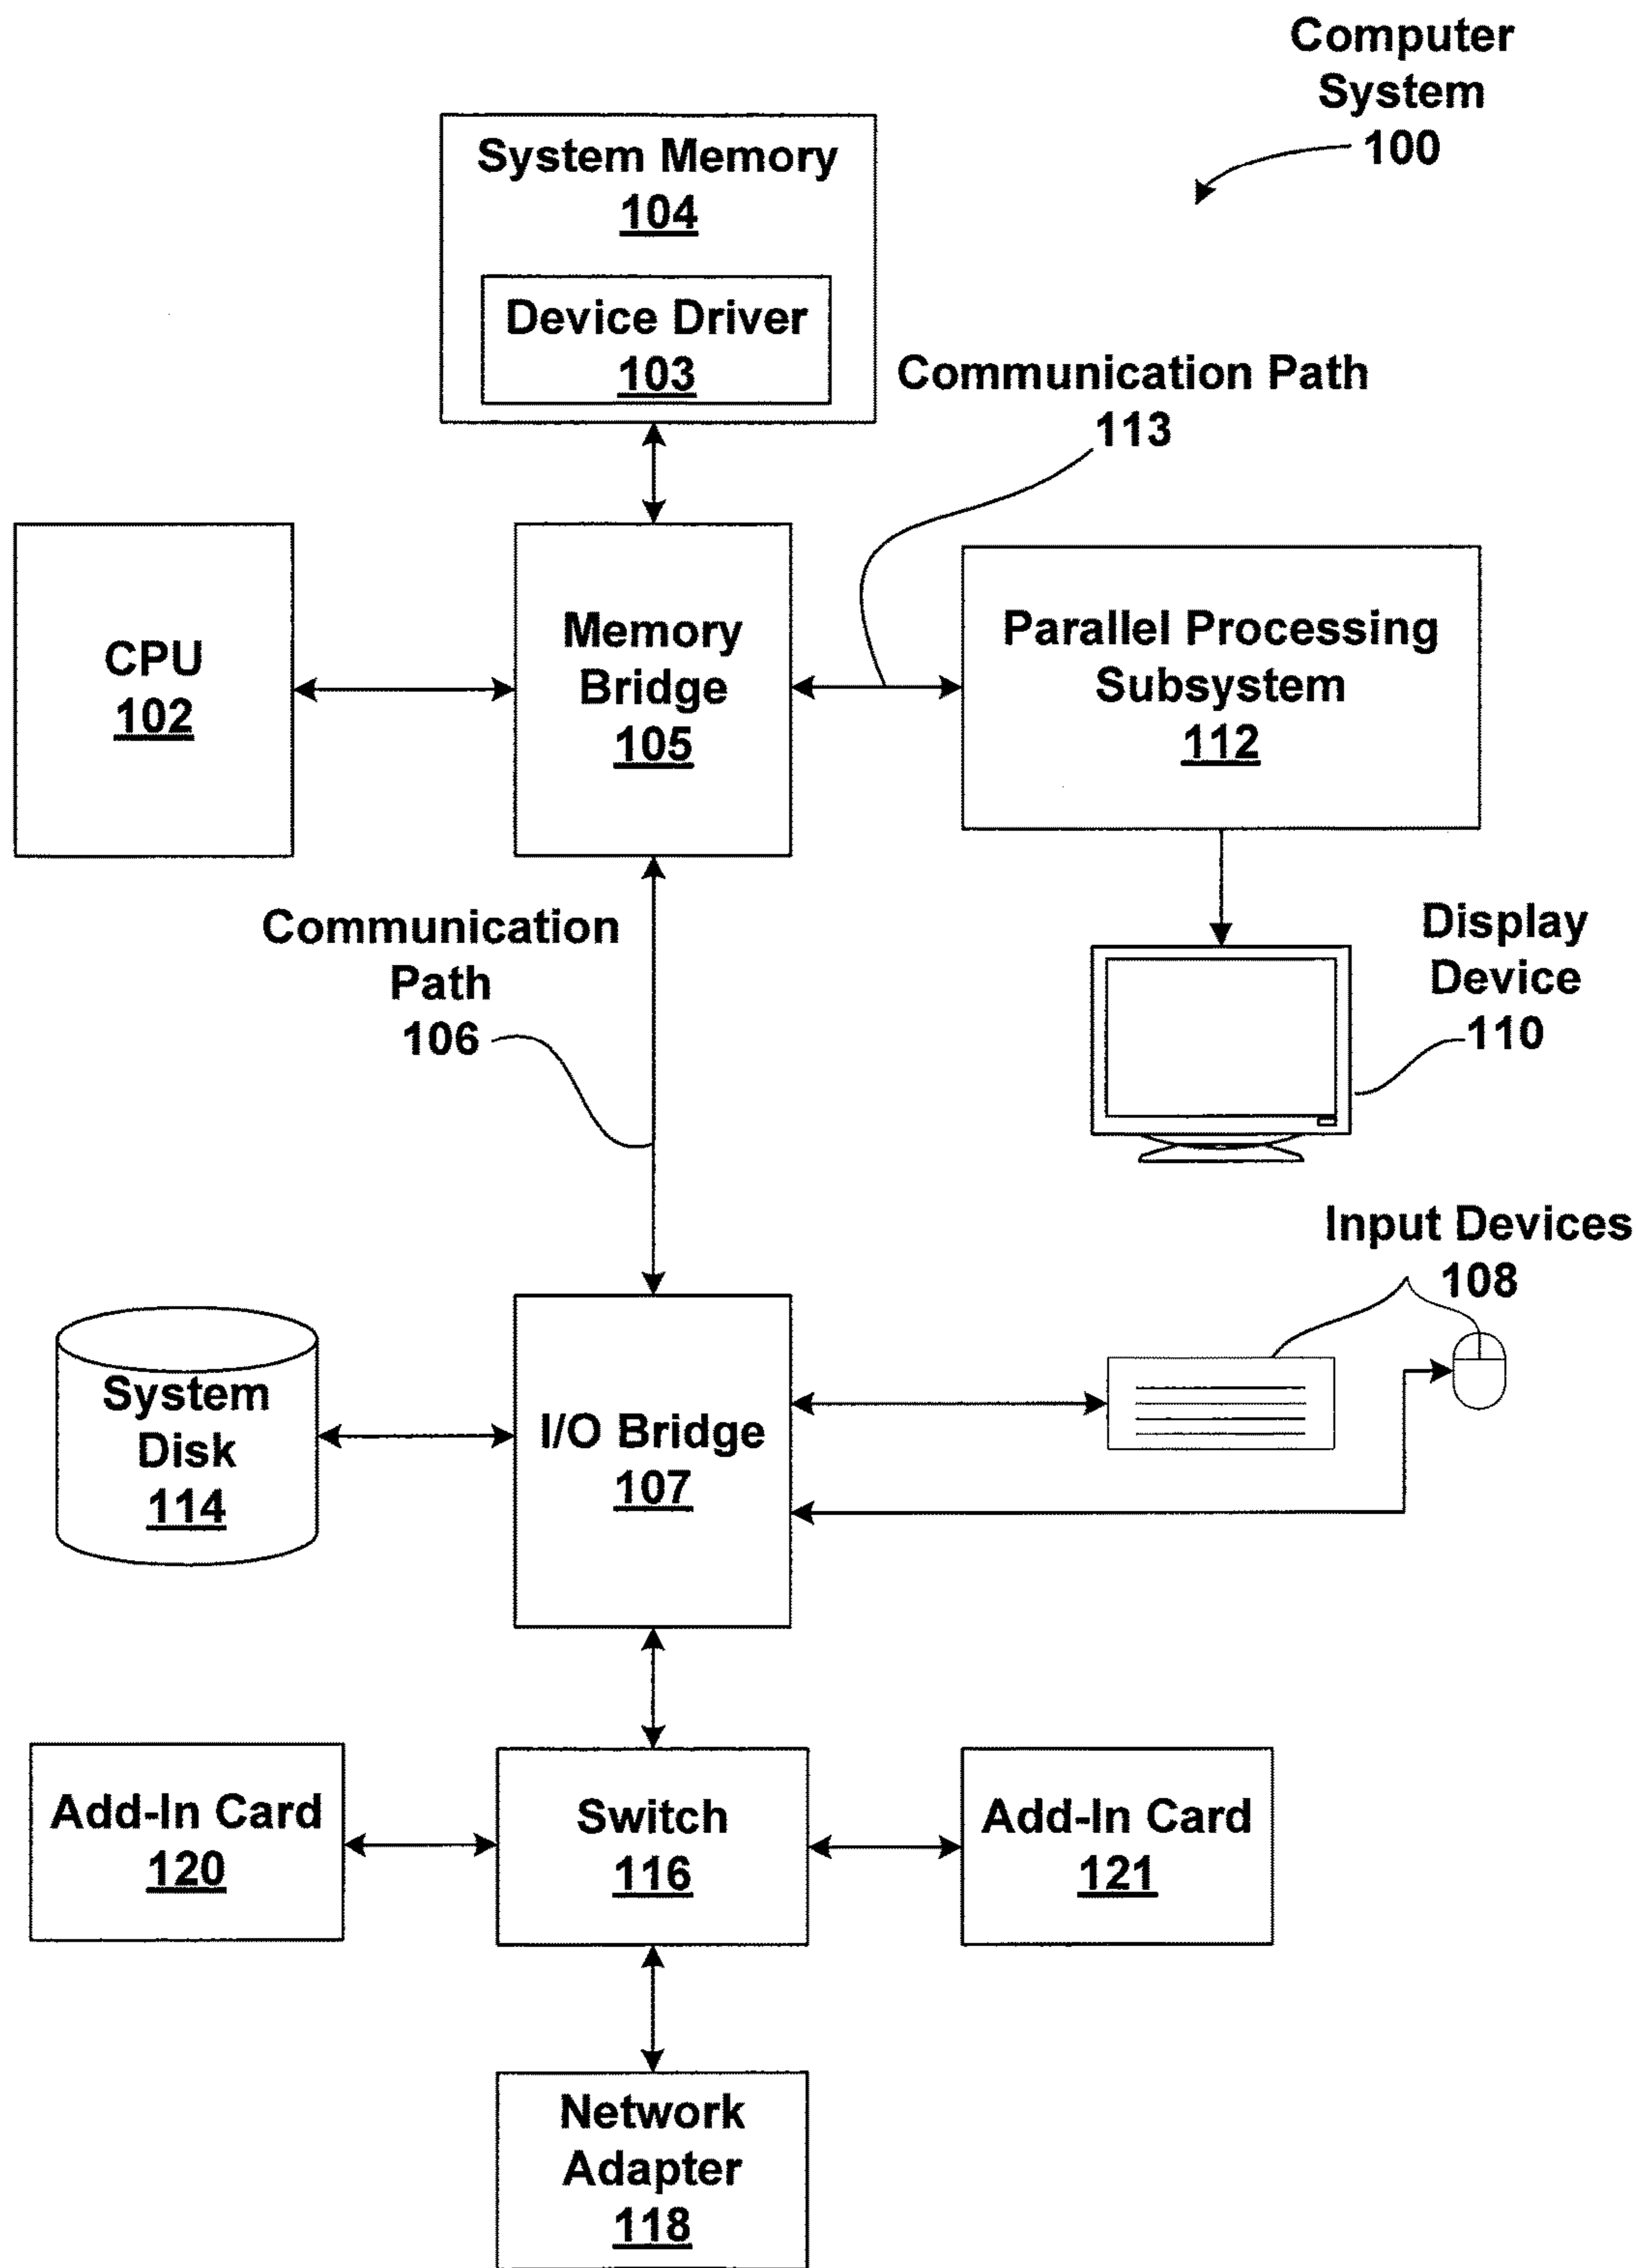 Computer
System
100
System Memory
104
Device Driver
103
Communication Path
113
CPU
102
Memory
Bridge
105
Parallel Processing
Subsystem
112
Communication
Path
106
Display
Device
110
Input Devices
108
System
Disk
114
I/O Bridge
107
Add-In Card
120
Switch
116
Add-In Card
121
Network
Adapter
118